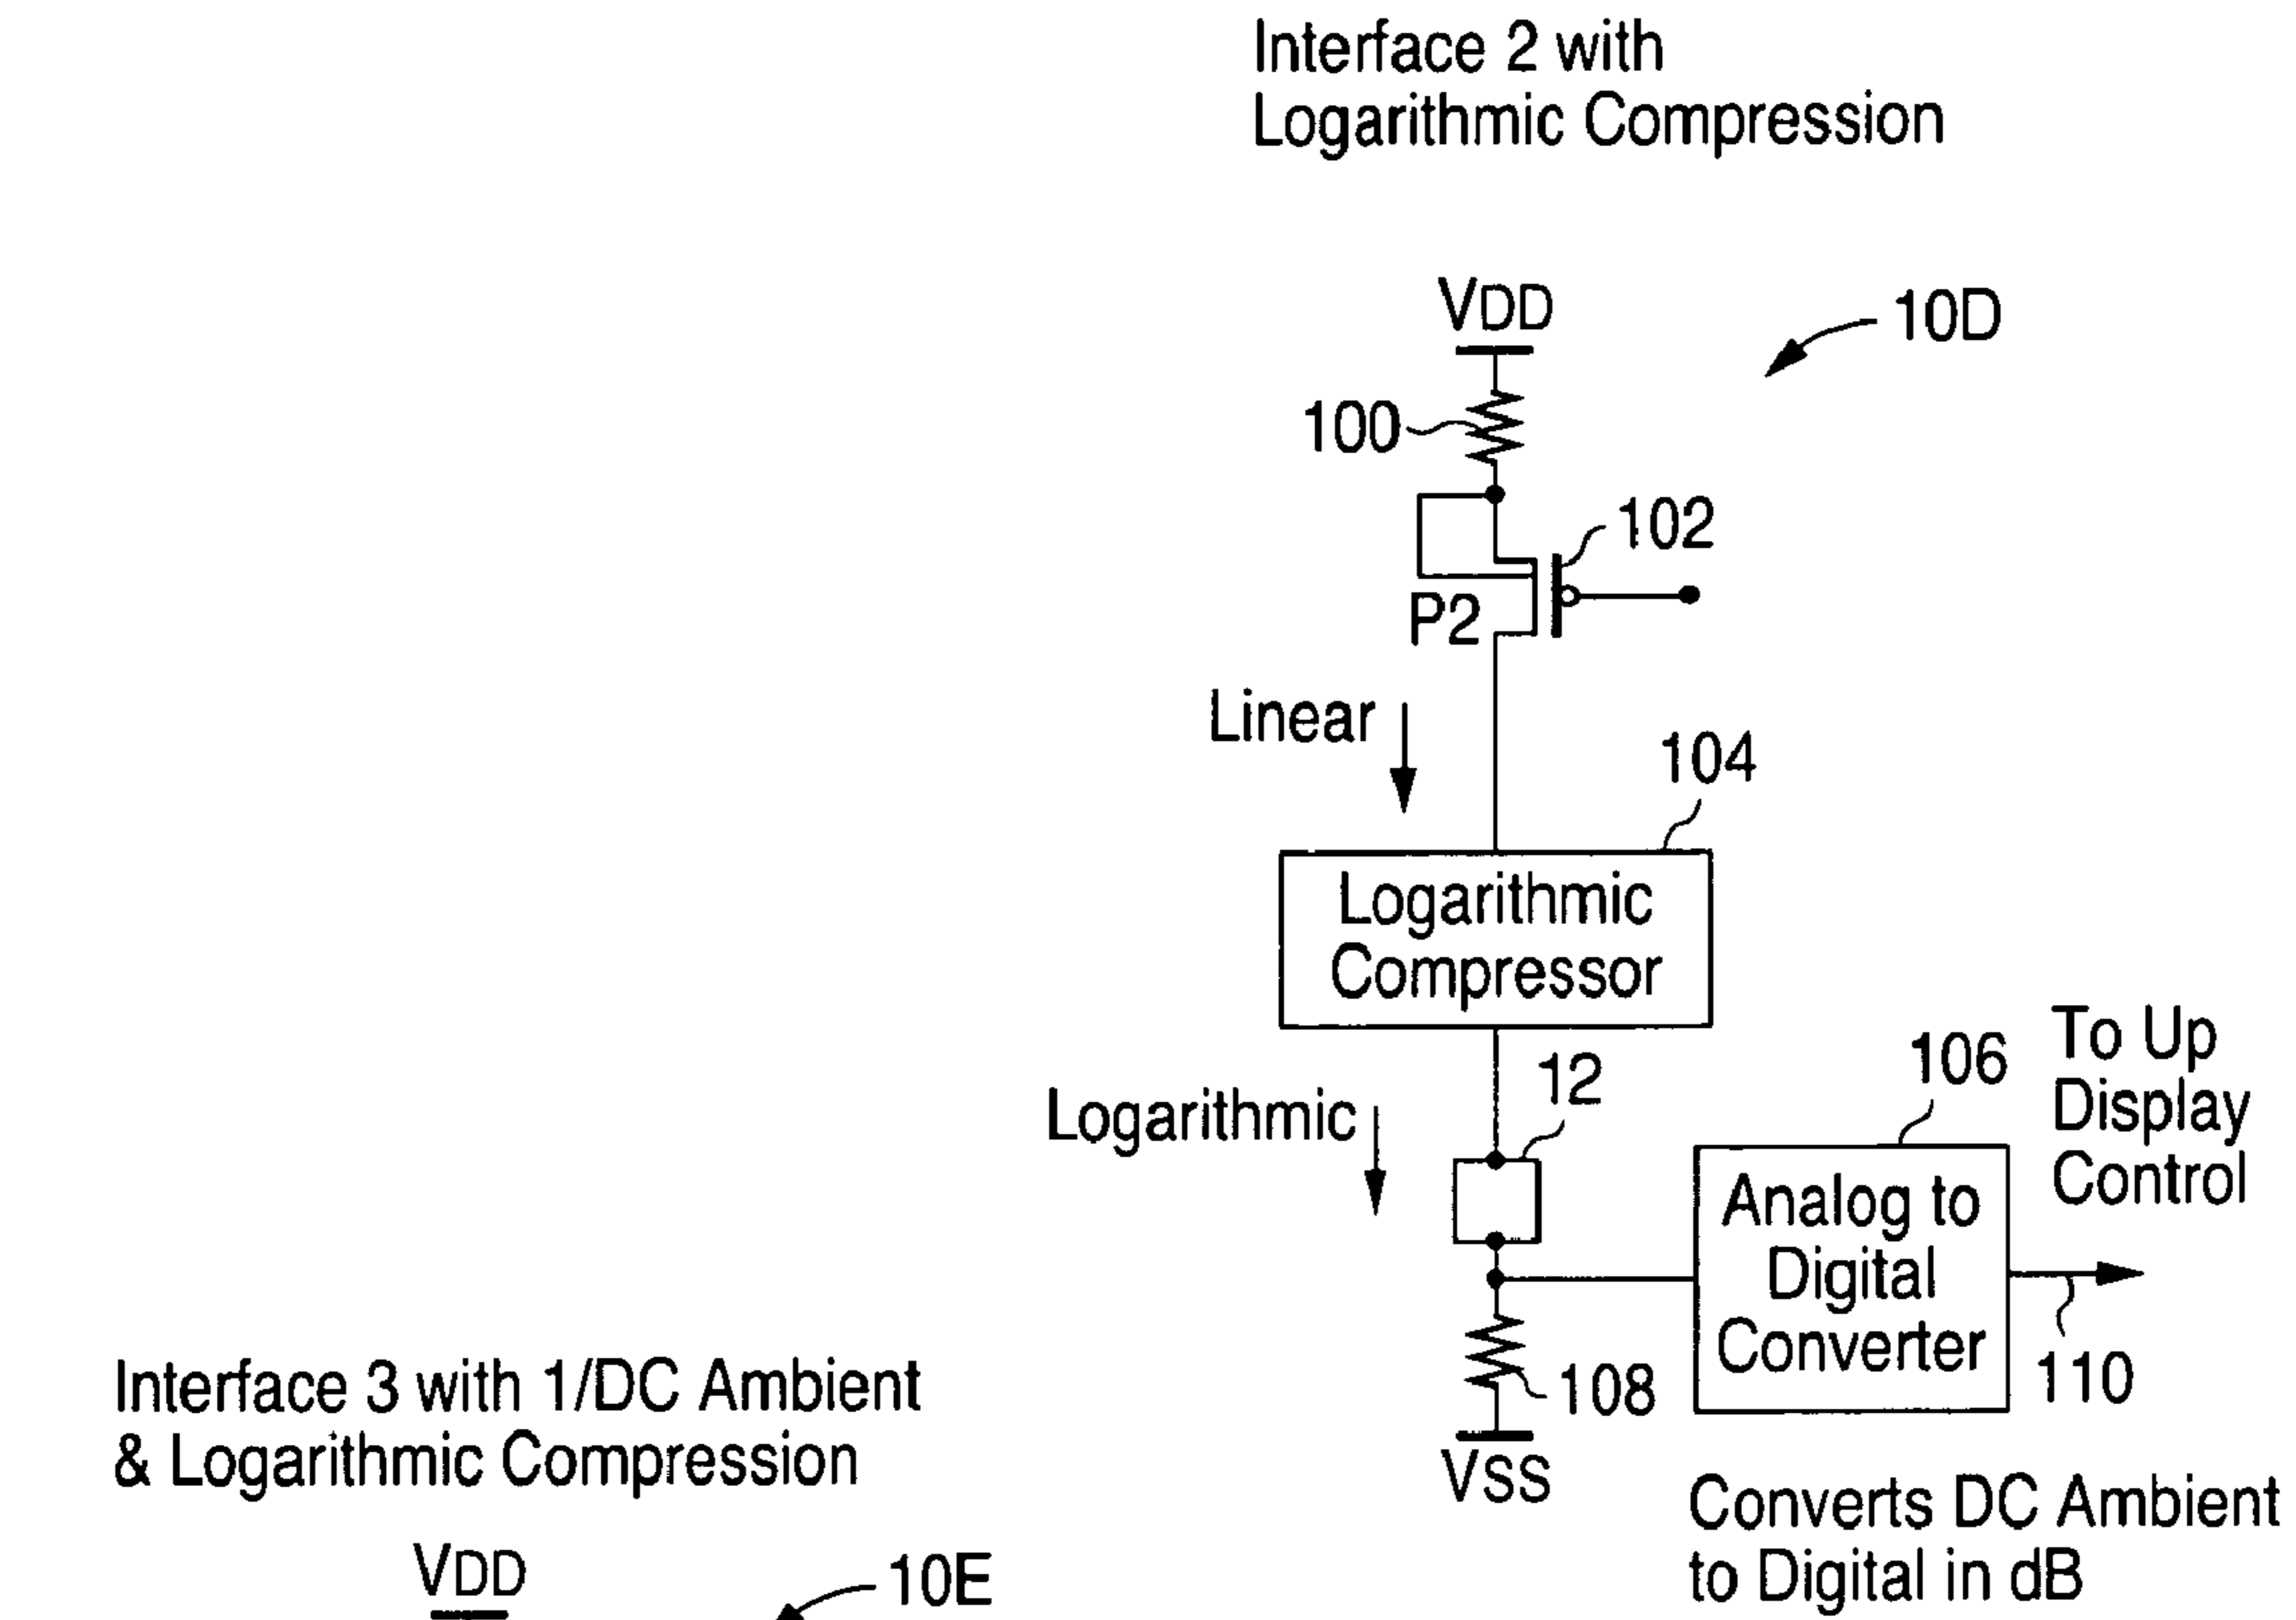 Interface 2 with
Logarithmic Compression
VDD
10D
100
102
P2
Linear
104
Logarithmic
Compressor
12
Logarithmic
106
To Up
Display
Control
Analog to
Digital
Converter
110
108
VSS
Converts DC Ambient
to Digital in dB
Interface 3 with 1/DC Ambient
& Logarithmic Compression
VDD
10E